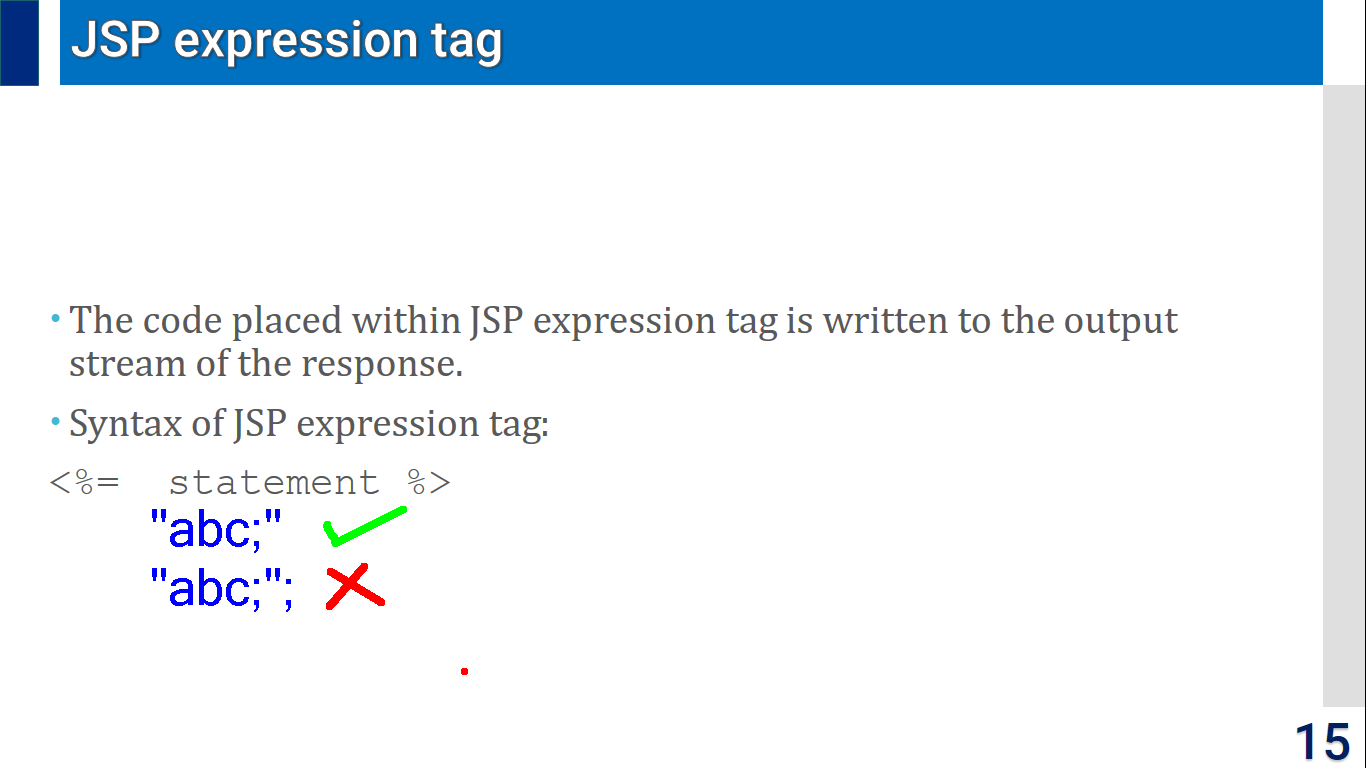 JSP expression tag
• The code placed within JSP expression tag is written to the output
stream of the response.
• Syntax of JSP expression tag:
<%=  statement %>
"abc;"
"abc;";
15